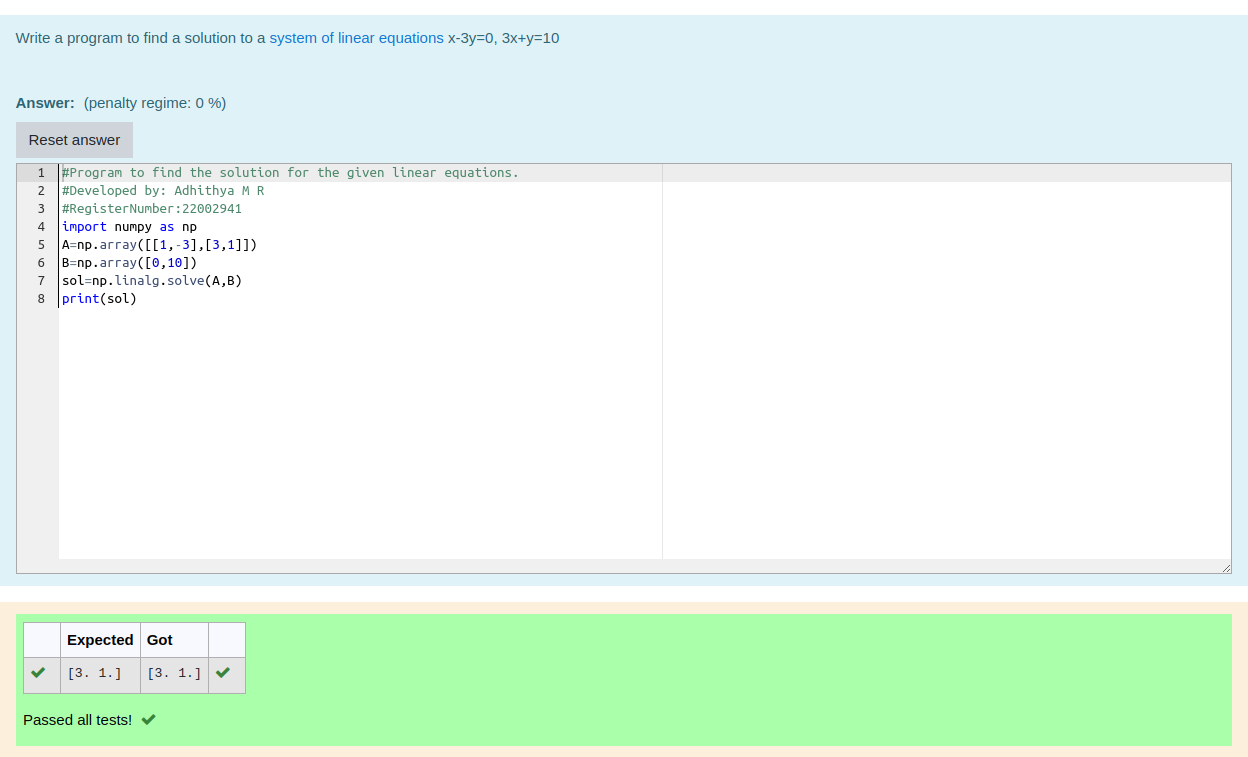 Write a program to find a solution to a system of linear equations x-3y=0, 3x+y=10
Answer: (penalty regime: 0 %)
Reset answer
1 #Program to find the solution for the given linear equations.
2 #Developed by: Adhithya M R
3 #RegisterNumber:22002941
4 import numpy as np
5 A=np.array([[1,-3],[3,1]])
6 B=np.array([0,10])
7 sol=np.linalg.solve(A,B)
8 print(sol)
Expected Got
[3. 1.] [3. 1.]
Passed all tests!